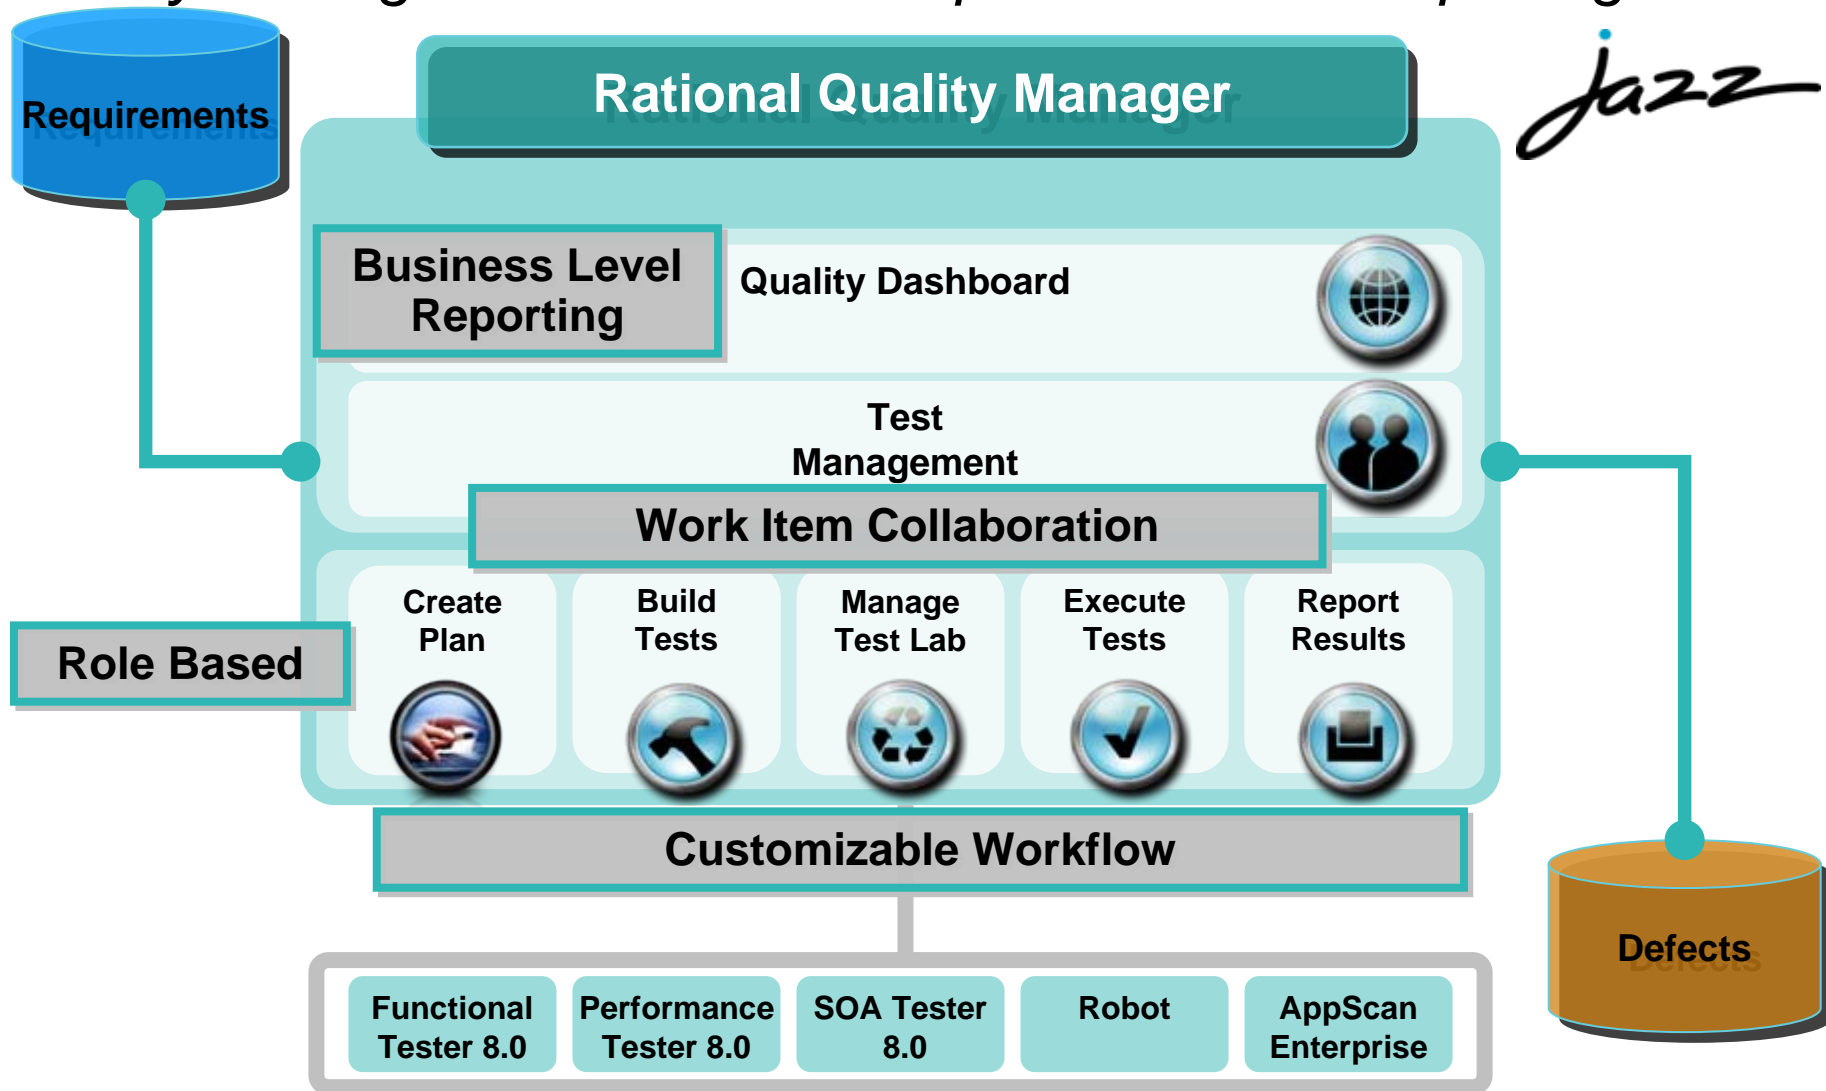 Requirements
Rational Quality Manager
jazz
Business Level
Reporting
Quality Dashboard
Test
Management
Work Item Collaboration
Role Based
Create
Plan
Build
Tests
Manage
Test Lab
Execute
Tests
Report
Results
Customizable Workflow
Defects
Functional
Tester 8.0
Performance
Tester 8.0
SOA Tester
8.0
Robot
AppScan
Enterprise